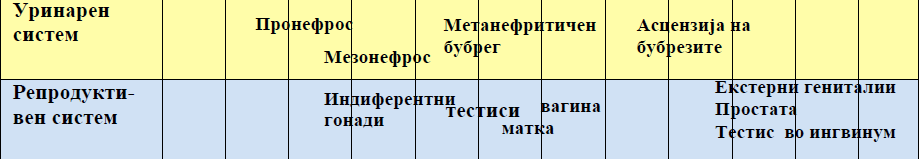 Уринарен
систем
Пронефрос
Мезонефрос
Метанефритичен
бубрег
Асцензија на
бубрезите
Репродукти-
вен систем
Индиферентни
гонади
тестиси
матка
вагина
Екстерни гениталии
Простата
Тестис во ингвинум